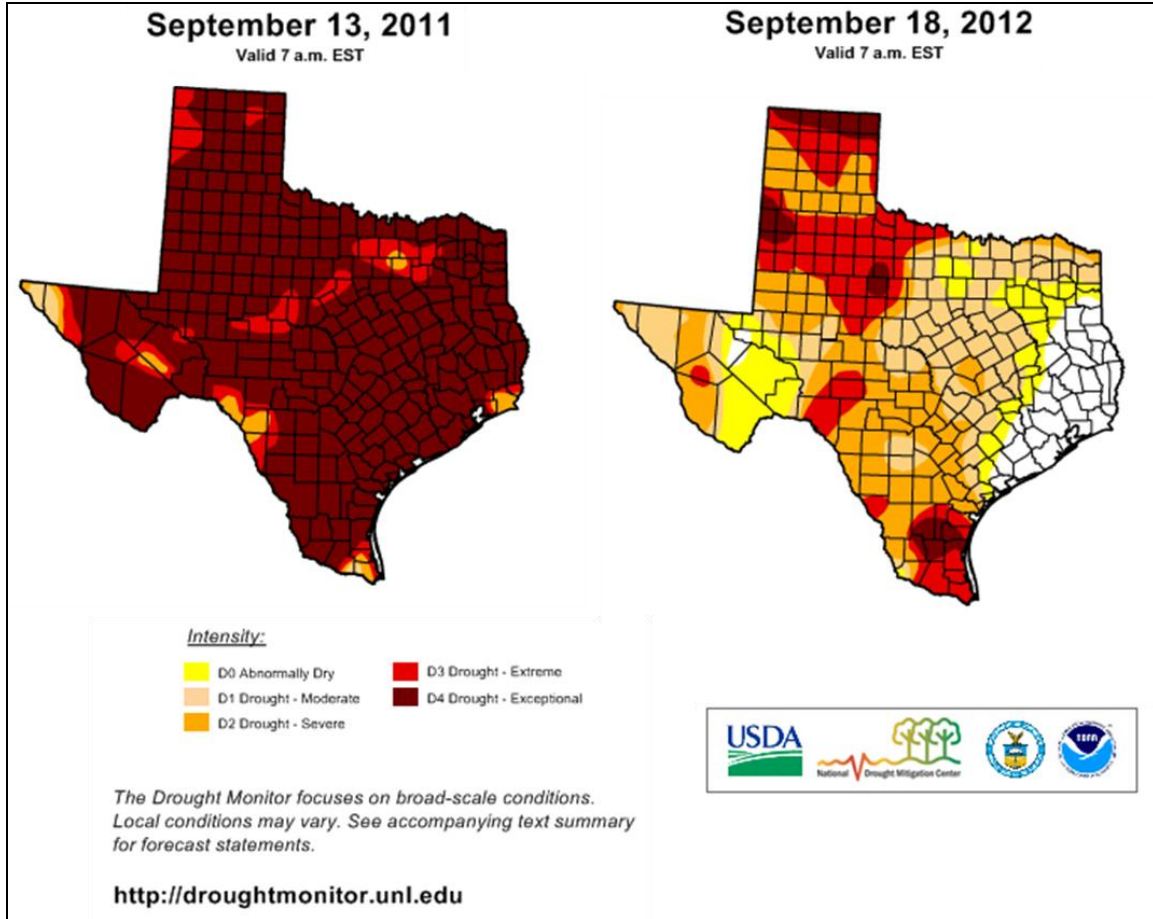 September 13, 2011
Valid 7 a.m. EST
September 18, 2012
Valid 7 a.m. EST
Intensity:
D0 Abnormally Dry
D1 Drought - Moderate
D2 Drought - Severe
D3 Drought - Extreme
D4 Drought - Exceptional
USDA
National Drought Mitigation Center
The Drought Monitor focuses on broad-scale conditions.
Local conditions may vary. See accompanying text summary
for forecast statements.
http://droughtmonitor.unl.edu